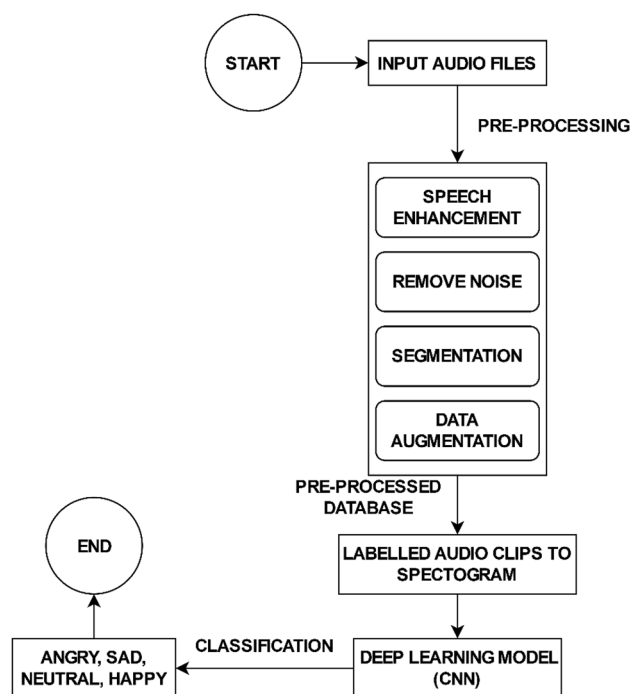 START
INPUT AUDIO FILES
PRE-PROCESSING
SPEECH
ENHANCEMENT
REMOVE NOISE
SEGMENTATION
DATA
AUGMENTATION
PRE-PROCESSED
DATABASE
LABELLED AUDIO CLIPS TO
SPECTOGRAM
DEEP LEARNING MODEL
(CNN)
CLASSIFICATION
ANGRY, SAD,
NEUTRAL, HAPPY
END